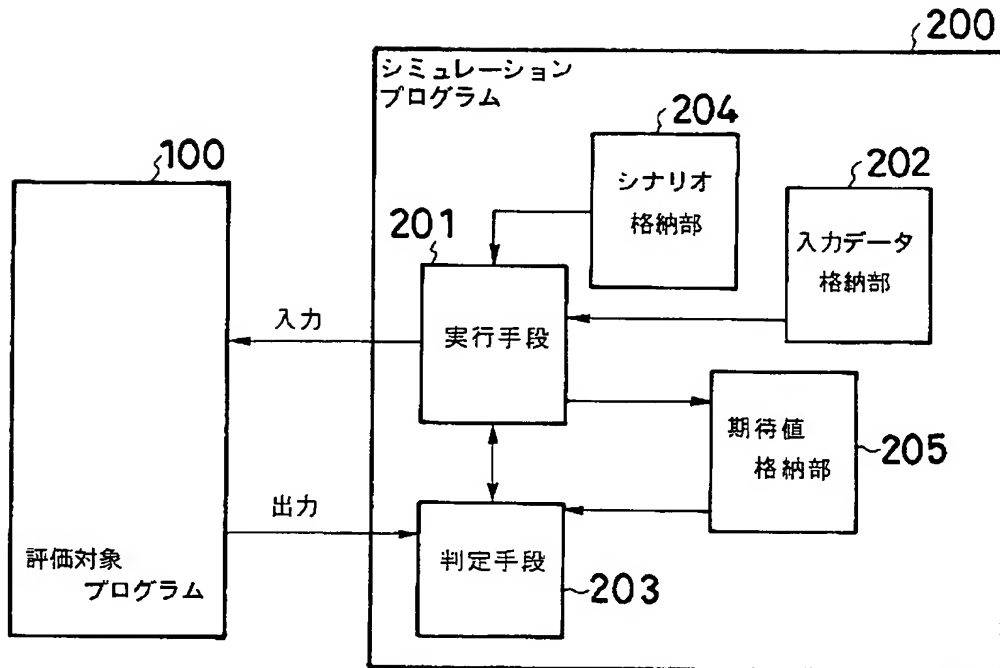 200
シミュレーション
プログラム
204
100
シナリオ
格納部
202
201
入力データ
格納部
入力
実行手段
期待値
格納部
205
出力
判定手段
203
評価対象
プログラム